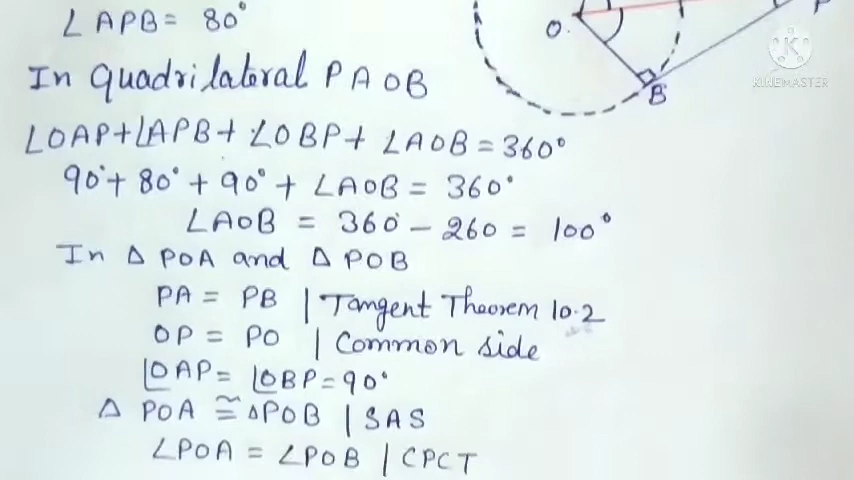 ∠APB = 80°
O.
K
KINEMASTER
In Quadrilateral PAOB
B
∠OAP+∠APB+ ∠OBP+ ∠AOB = 360°
90°+ 80° + 90° + ∠AOB = 360°
∠AOB = 360 - 260 = 100°
In Δ POA and Δ POB
PA = PB | Tangent Theorem 10.2
OP = PO | Common side
∠OAP = ∠OBP = 90°
Δ POA ≅ ΔPOB | SAS
∠POA = ∠POB | CPCT